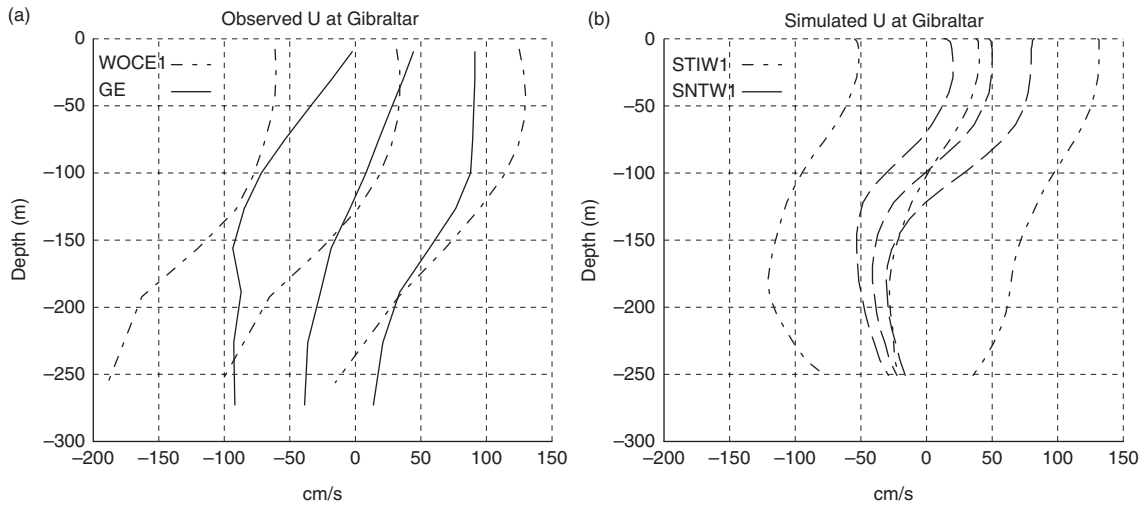 (a)
Observed U at Gibraltar
0
–50
–100
–150
–200
–250
–300
Depth (m)
WOCE1
GE
–200
–150
–100
–50
0
50
100
150
cm/s
(b)
Simulated U at Gibraltar
0
–50
–100
–150
–200
–250
–300
Depth (m)
STIW1
SNTW1
–200
–150
–100
–50
0
50
100
150
cm/s